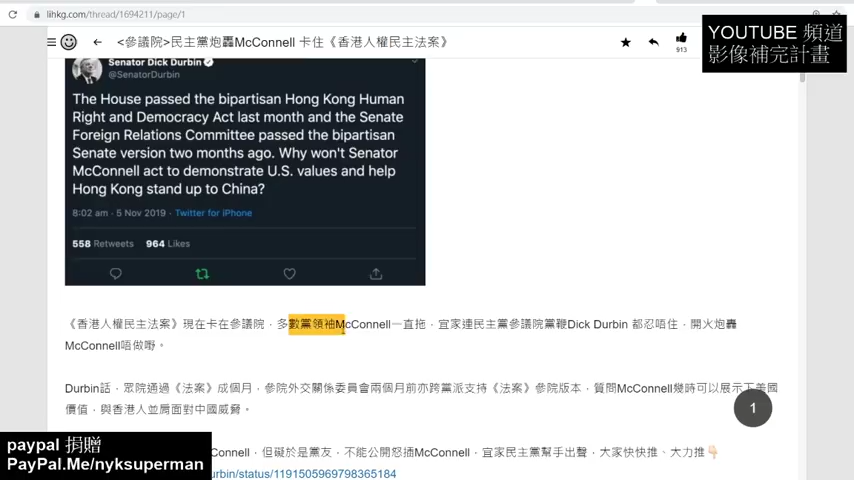 lihkg.com/thread/1694211/page/1
<參議院>民主黨炮轟McConnell 卡住《香港人權民主法案》
913
YOUTUBE 頻道
影像補完計畫
Senator Dick Durbin
@SenatorDurbin
The House passed the bipartisan Hong Kong Human
Right and Democracy Act last month and the Senate
Foreign Relations Committee passed the bipartisan
Senate version two months ago. Why won't Senator
McConnell act to demonstrate U.S. values and help
Hong Kong stand up to China?
8:02 am · 5 Nov 2019 · Twitter for iPhone
558 Retweets 964 Likes
《香港人權民主法案》現在卡在參議院，多數黨領袖McConnell一直拖，宜家連民主黨參議院黨鞭Dick Durbin 都忍唔住，開火炮轟
McConnell唔做嘢。
Durbin話，眾院通過《法案》成個月，參院外交關係委員會兩個月前亦跨黨派支持《法案》參院版本，質問McConnell幾時可以展示下美國
價值，與香港人並肩面對中國威脅。
1
onnell，但礙於是黨友，不能公開怒插McConnell，宜家民主黨幫手出聲，大家快快推、大力推👇🏻
urbin/status/1191505969798365184
paypal 捐贈
PayPal.Me/nyksuperman